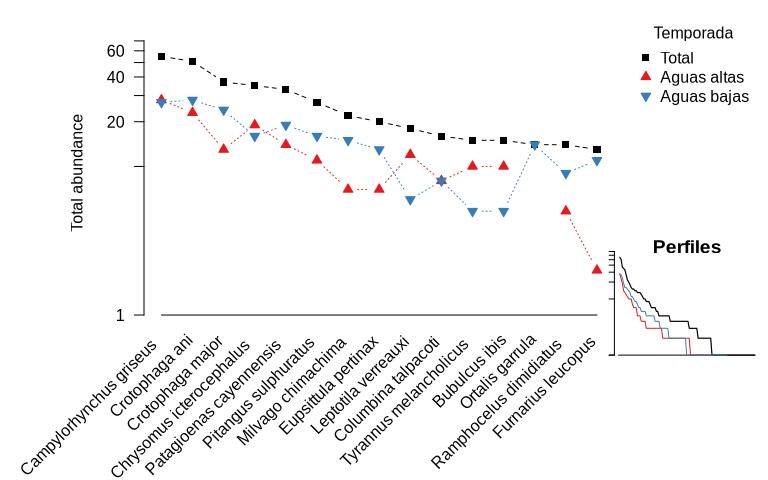 Temporada
Total
Aguas altas
Aguas bajas
60
40
20
1
Total abundance
Perfiles
Campylorhynchus griseus
Crotophaga ani
Crotophaga major
Chrysomus icterocephalus
Patagioenas cayennensis
Pitangus sulphuratus
Milvago chimachima
Eupsittula pertinax
Leptotila verreauxi
Columbina talpacoti
Tyrannus melancholicus
Bubulcus ibis
Ortalis garrula
Ramphocelus dimidiatus
Furnarius leucopus